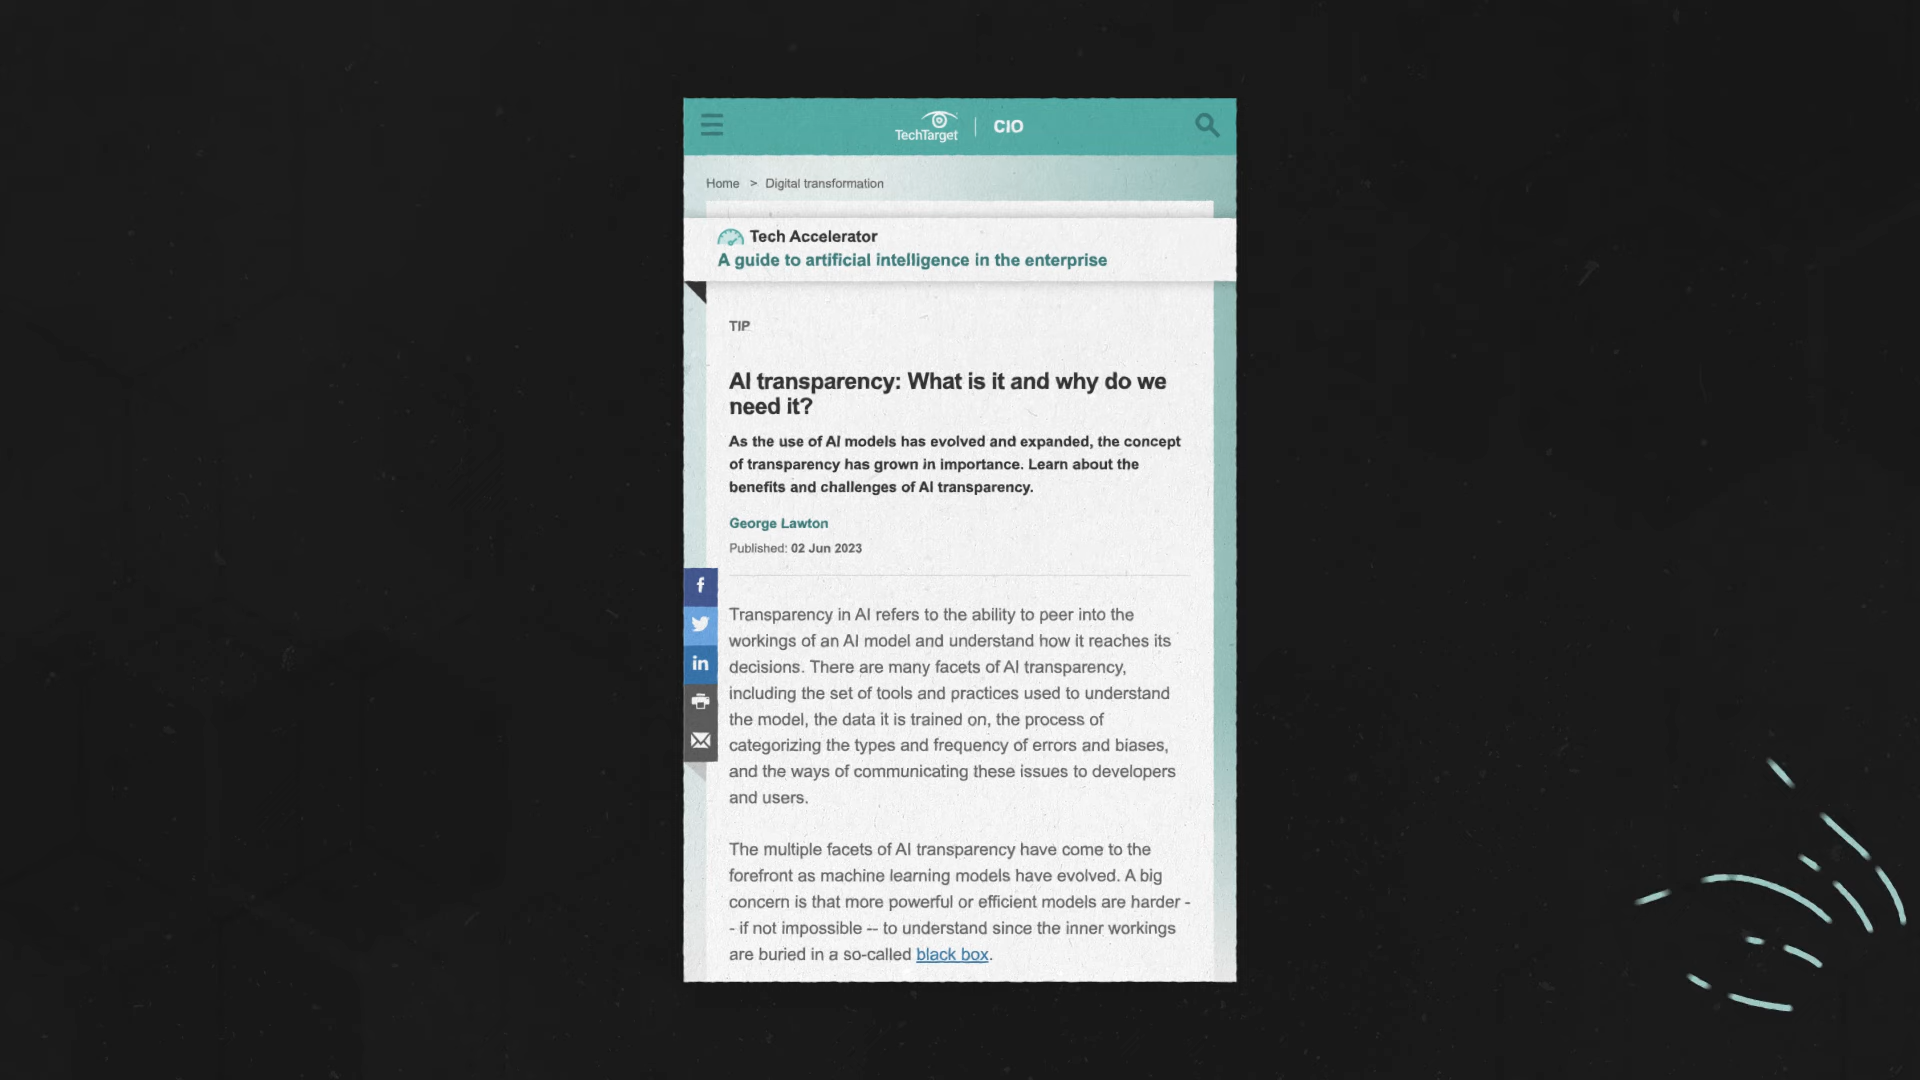 TechTarget | CIO
Home > Digital transformation
Tech Accelerator
A guide to artificial intelligence in the enterprise
TIP
AI transparency: What is it and why do we
need it?
As the use of AI models has evolved and expanded, the concept
of transparency has grown in importance. Learn about the
benefits and challenges of AI transparency.
George Lawton
Published: 02 Jun 2023
f
in
Transparency in AI refers to the ability to peer into the
workings of an AI model and understand how it reaches its
decisions. There are many facets of AI transparency,
including the set of tools and practices used to understand
the model, the data it is trained on, the process of
categorizing the types and frequency of errors and biases,
and the ways of communicating these issues to developers
and users.
The multiple facets of AI transparency have come to the
forefront as machine learning models have evolved. A big
concern is that more powerful or efficient models are harder -
- if not impossible -- to understand since the inner workings
are buried in a so-called black box.